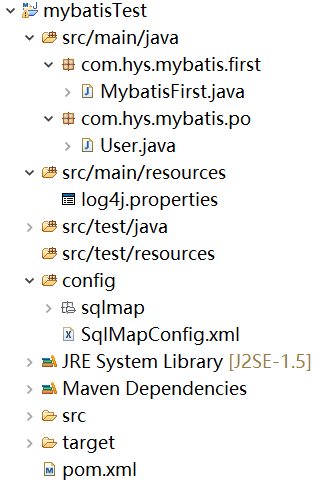 mybatisTest
src/main/java
com.hys.mybatis.first
MybatisFirst.java
com.hys.mybatis.po
User.java
src/main/resources
log4j.properties
src/test/java
src/test/resources
config
sqlmap
SqlMapConfig.xml
JRE System Library [J2SE-1.5]
Maven Dependencies
src
target
pom.xml